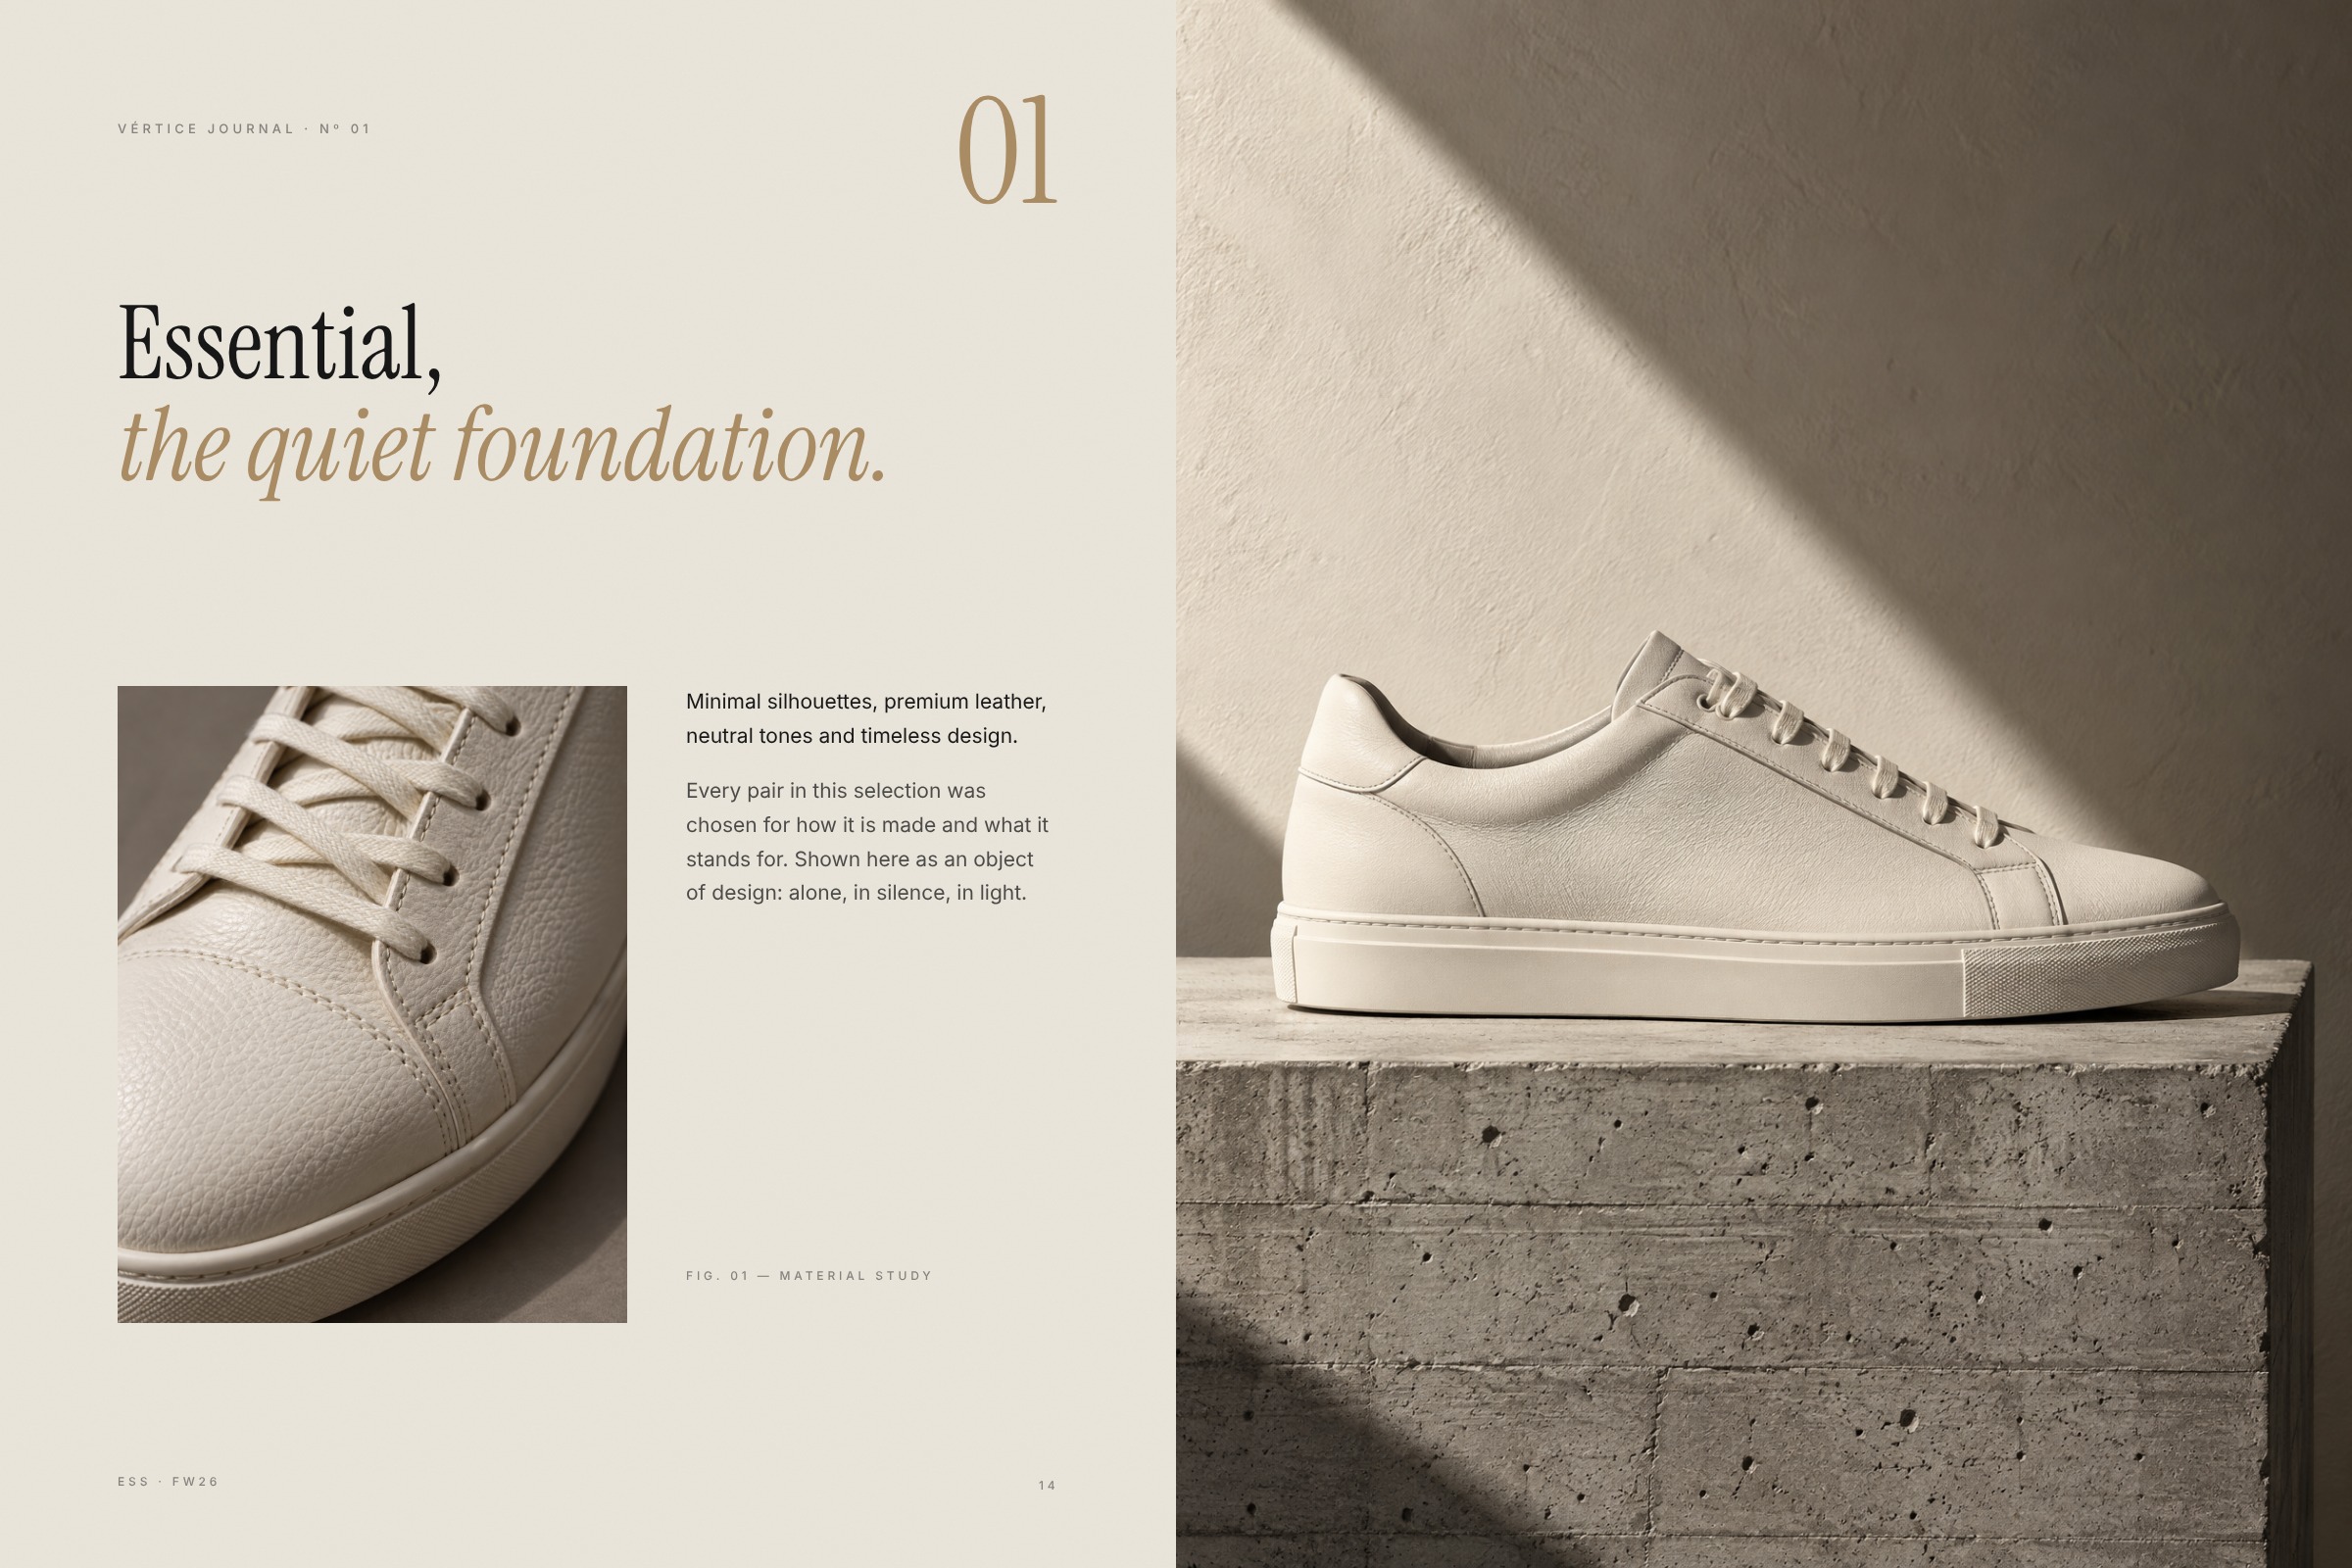 VÉRTICE JOURNAL · Nº 01
01
Essential,
the quiet foundation.
Minimal silhouettes, premium leather,
neutral tones and timeless design.
Every pair in this selection was
chosen for how it is made and what it
stands for. Shown here as an object
of design: alone, in silence, in light.
FIG. 01 — MATERIAL STUDY
ESS · FW26
14